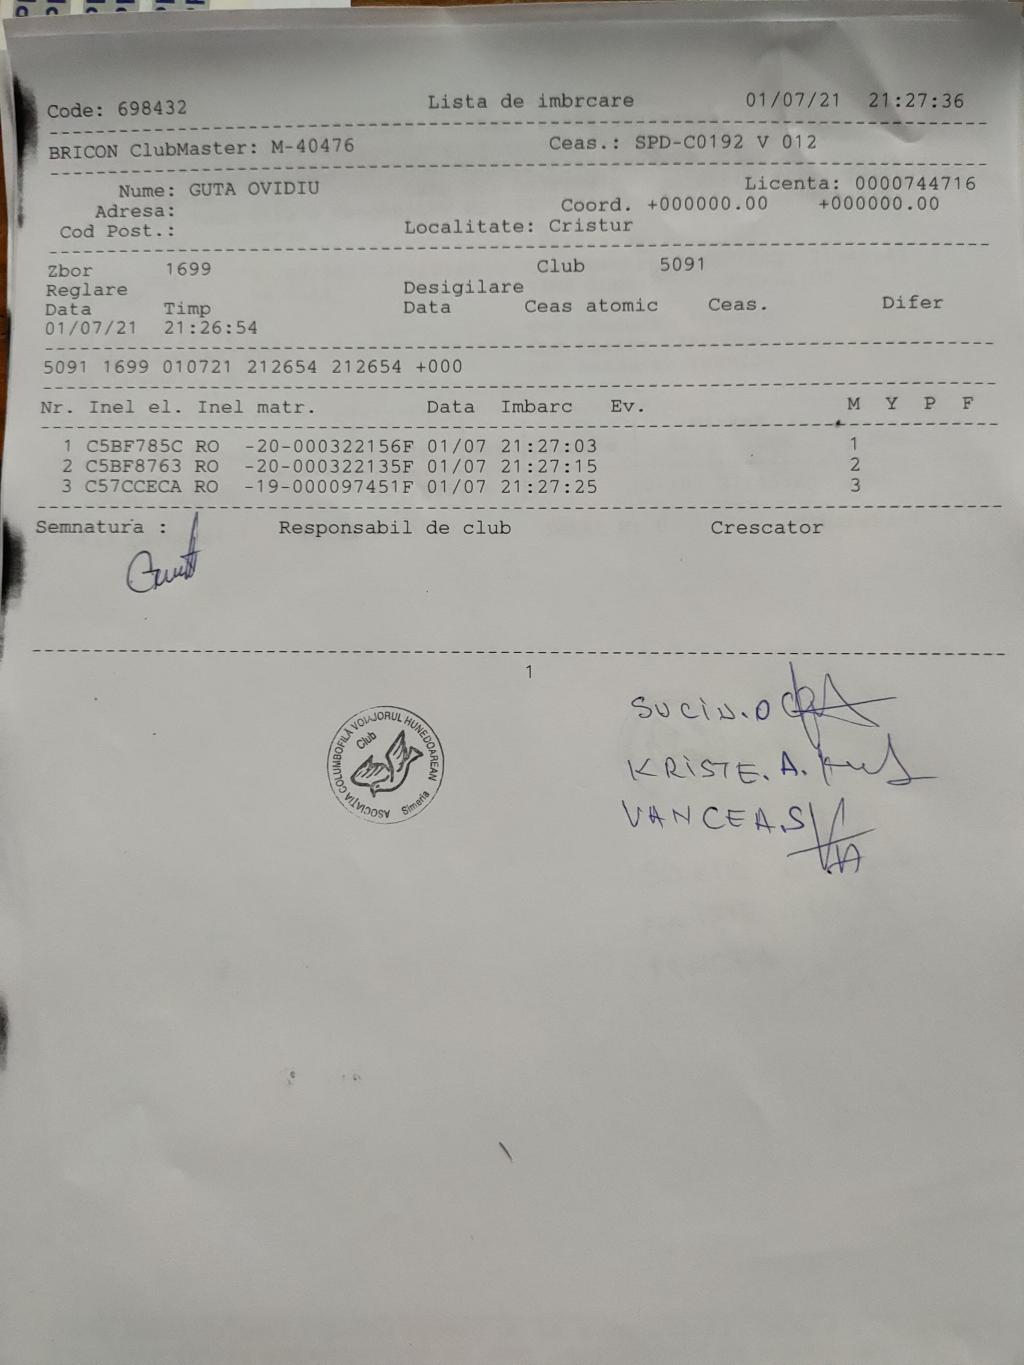 Code: 698432 Lista de imbrcare 01/07/21 21:27:36
BRICON ClubMaster: M-40476 Ceas.: SPD-C0192 V 012
Nume: GUTA OVIDIU Licenta: 0000744716
Adresa: Coord. +000000.00 +000000.00
Cod Post.: Localitate: Cristur
Zbor 1699 Club 5091
Reglare Desigilare
Data Timp Data Ceas atomic Ceas. Difer
01/07/21 21:26:54
5091 1699 010721 212654 212654 +000
Nr. Inel el. Inel matr. Data Imbarc Ev. M Y P F
1 C5BF785C RO -20-000322156F 01/07 21:27:03 1
2 C5BF8763 RO -20-000322135F 01/07 21:27:15 2
3 C57CCECA RO -19-000097451F 01/07 21:27:25 3
Semnatura : Responsabil de club Crescator
1
ASOCIAȚIA COLUMBOFILĂ VOIAJORUL HUNEDOAREAN
Club
Simeria
SUCIU.O
KRISTE.A.
VANCEA.S